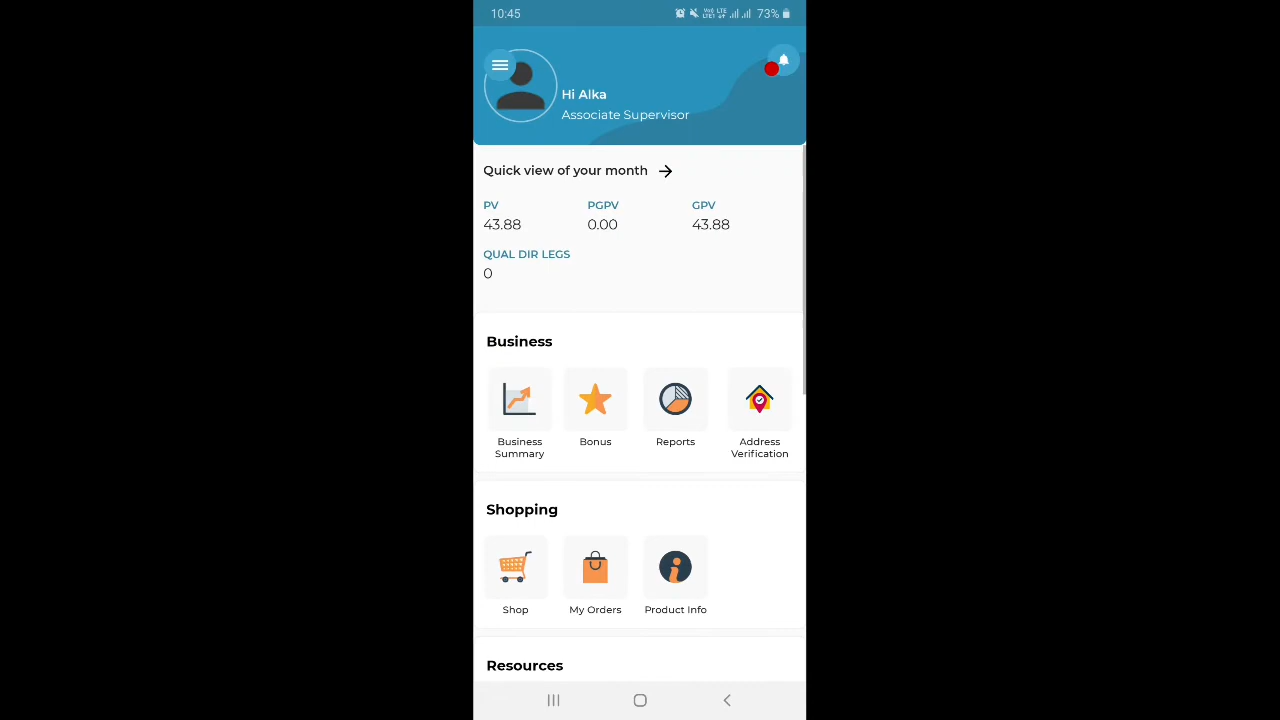 10:45
73%
Hi Alka
Associate Supervisor
Quick view of your month
PV
PGPV
GPV
43.88
0.00
43.88
QUAL DIR LEGS
0
Business
Business Summary
Bonus
Reports
Address Verification
Shopping
Shop
My Orders
Product Info
Resources